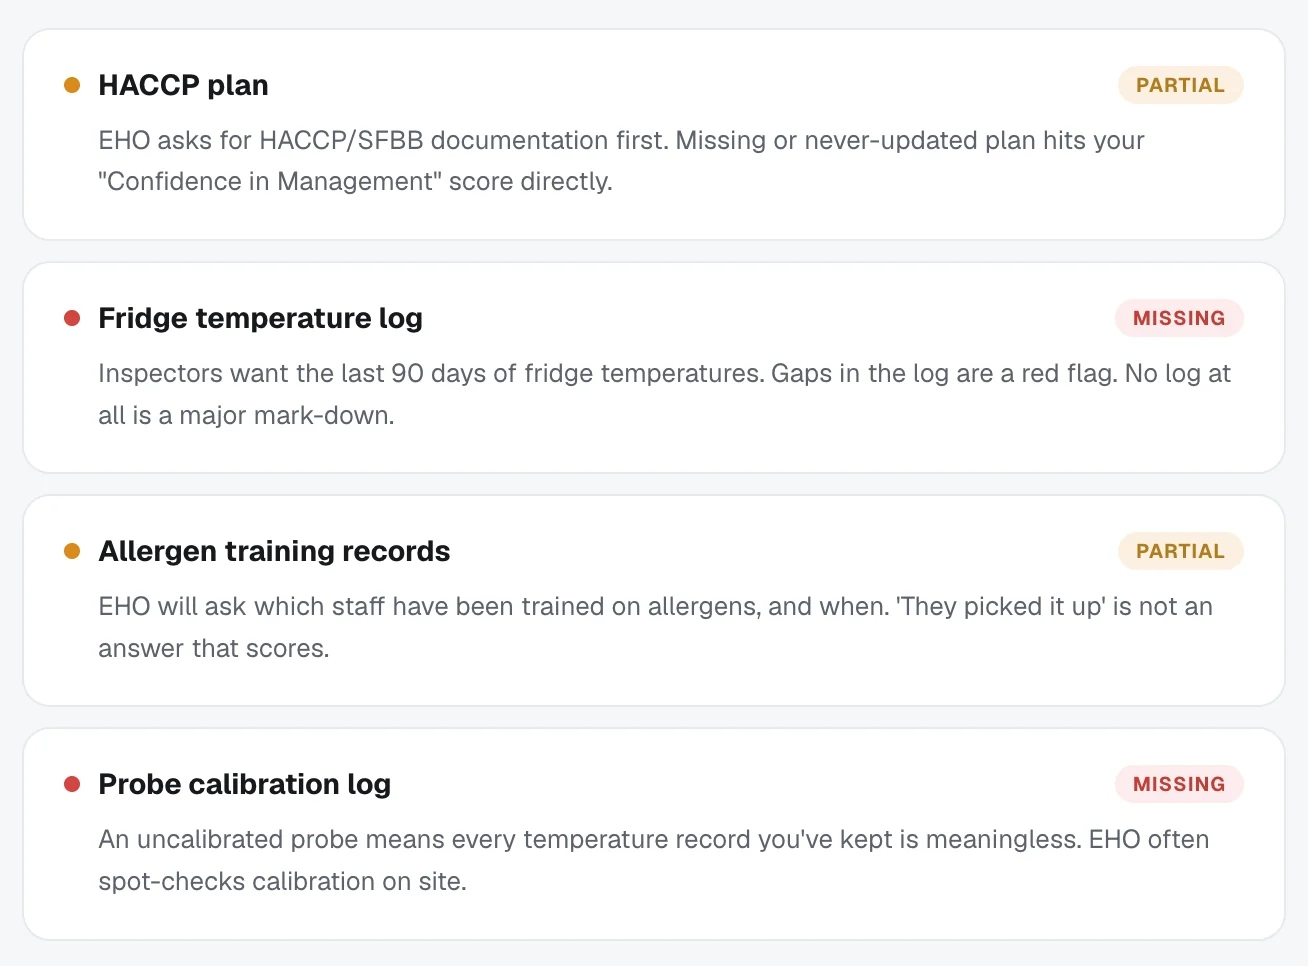 HACCP plan
PARTIAL
EHO asks for HACCP/SFBB documentation first. Missing or never-updated plan hits your
"Confidence in Management" score directly.
Fridge temperature log
MISSING
Inspectors want the last 90 days of fridge temperatures. Gaps in the log are a red flag. No log at
all is a major mark-down.
Allergen training records
PARTIAL
EHO will ask which staff have been trained on allergens, and when. 'They picked it up' is not an
answer that scores.
Probe calibration log
MISSING
An uncalibrated probe means every temperature record you've kept is meaningless. EHO often
spot-checks calibration on site.